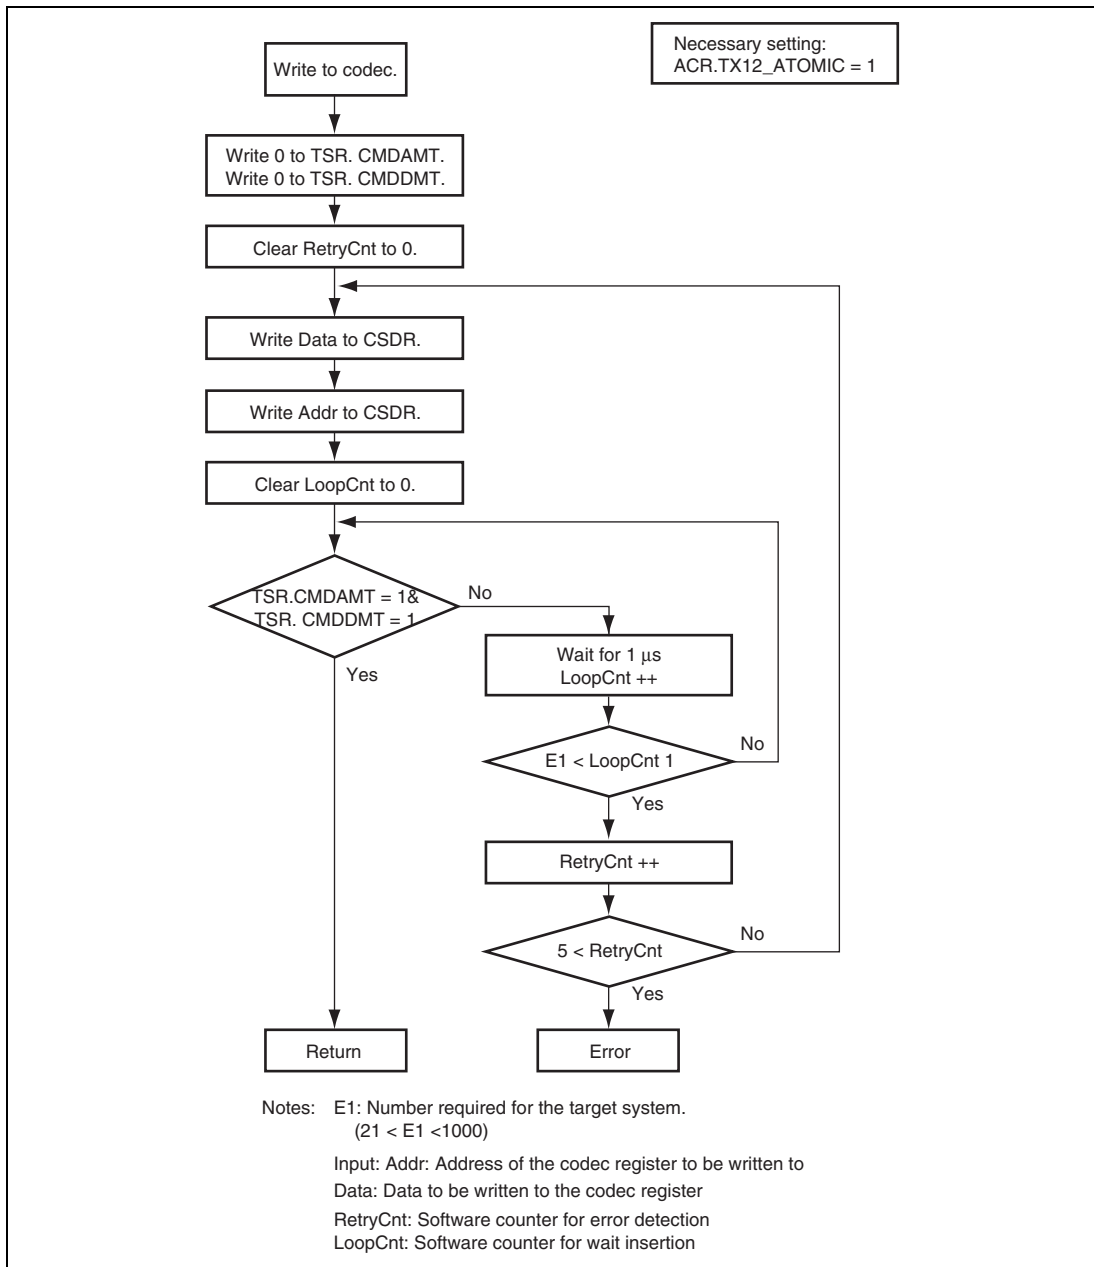 Necessary setting:
ACR.TX12_ATOMIC = 1
Write to codec.
Write 0 to TSR. CMDAMT.
Write 0 to TSR. CMDDMT.
Clear RetryCnt to 0.
Write Data to CSDR.
Write Addr to CSDR.
Clear LoopCnt to 0.
TSR.CMDAMT = 1&
TSR. CMDDMT = 1
No
Yes
Wait for 1 μs
LoopCnt ++
E1 < LoopCnt 1
No
Yes
RetryCnt ++
5 < RetryCnt
No
Yes
Return
Error
Notes: E1: Number required for the target system.
(21 < E1 <1000)
Input: Addr: Address of the codec register to be written to
Data: Data to be written to the codec register
RetryCnt: Software counter for error detection
LoopCnt: Software counter for wait insertion